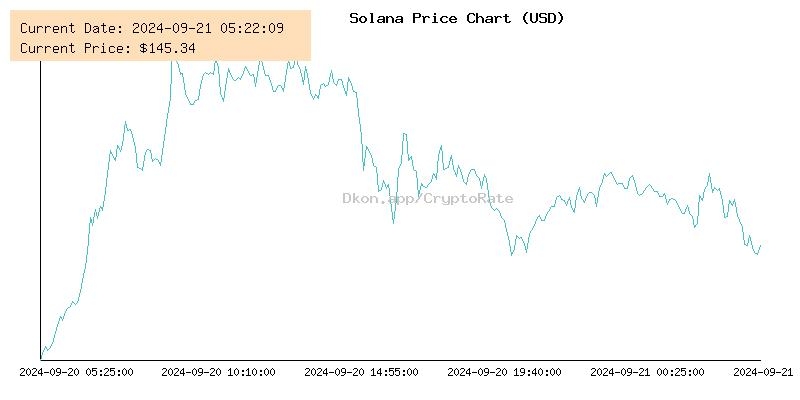 Solana Price Chart (USD)
Current Date: 2024-09-21 05:22:09
Current Price: $145.34
Dkon.app/CryptoRate
2024-09-20 05:25:00 2024-09-20 10:10:00 2024-09-20 14:55:00 2024-09-20 19:40:00 2024-09-21 00:25:00 2024-09-21